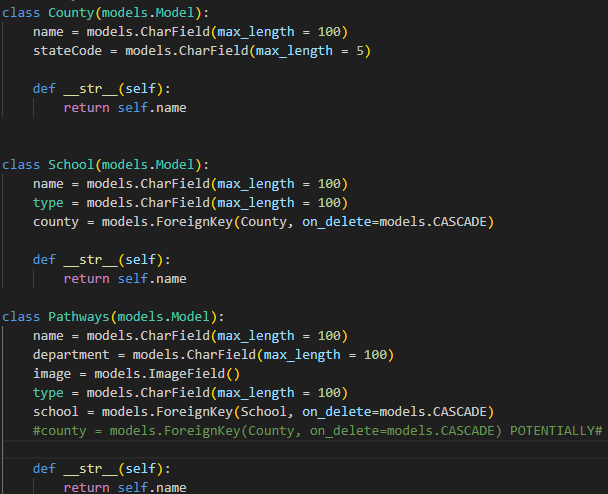 class County(models.Model):
    name = models.CharField(max_length = 100)
    stateCode = models.CharField(max_length = 5)

    def __str__(self):
        return self.name


class School(models.Model):
    name = models.CharField(max_length = 100)
    type = models.CharField(max_length = 100)
    county = models.ForeignKey(County, on_delete=models.CASCADE)

    def __str__(self):
        return self.name

class Pathways(models.Model):
    name = models.CharField(max_length = 100)
    department = models.CharField(max_length = 100)
    image = models.ImageField()
    type = models.CharField(max_length = 100)
    school = models.ForeignKey(School, on_delete=models.CASCADE)
    #county = models.ForeignKey(County, on_delete=models.CASCADE) POTENTIALLY#

    def __str__(self):
        return self.name